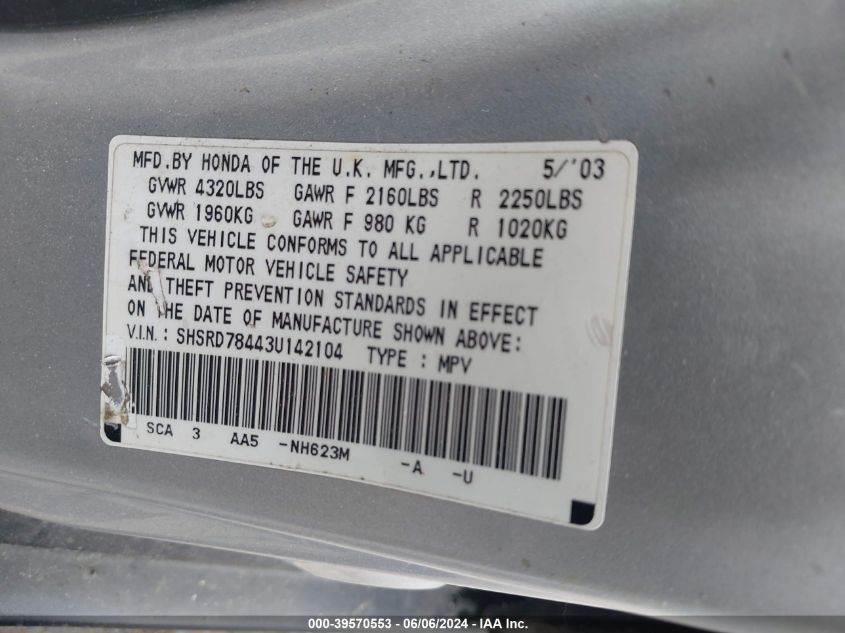 MFD.BY HONDA OF THE U.K. MFG.,LTD. 5/'03
GVWR 4320LBS GAWR F 2160LBS R 2250LBS
GVWR 1960KG GAWR F 980 KG R 1020KG
THIS VEHICLE CONFORMS TO ALL APPLICABLE
FEDERAL MOTOR VEHICLE SAFETY
AND THEFT PREVENTION STANDARDS IN EFFECT
ON THE DATE OF MANUFACTURE SHOWN ABOVE:
V.I.N.: SHSRD78443U142104 TYPE : MPV
SCA 3 AA5 -NH623M -A -U
000-39570553 - 06/06/2024 - IAA Inc.